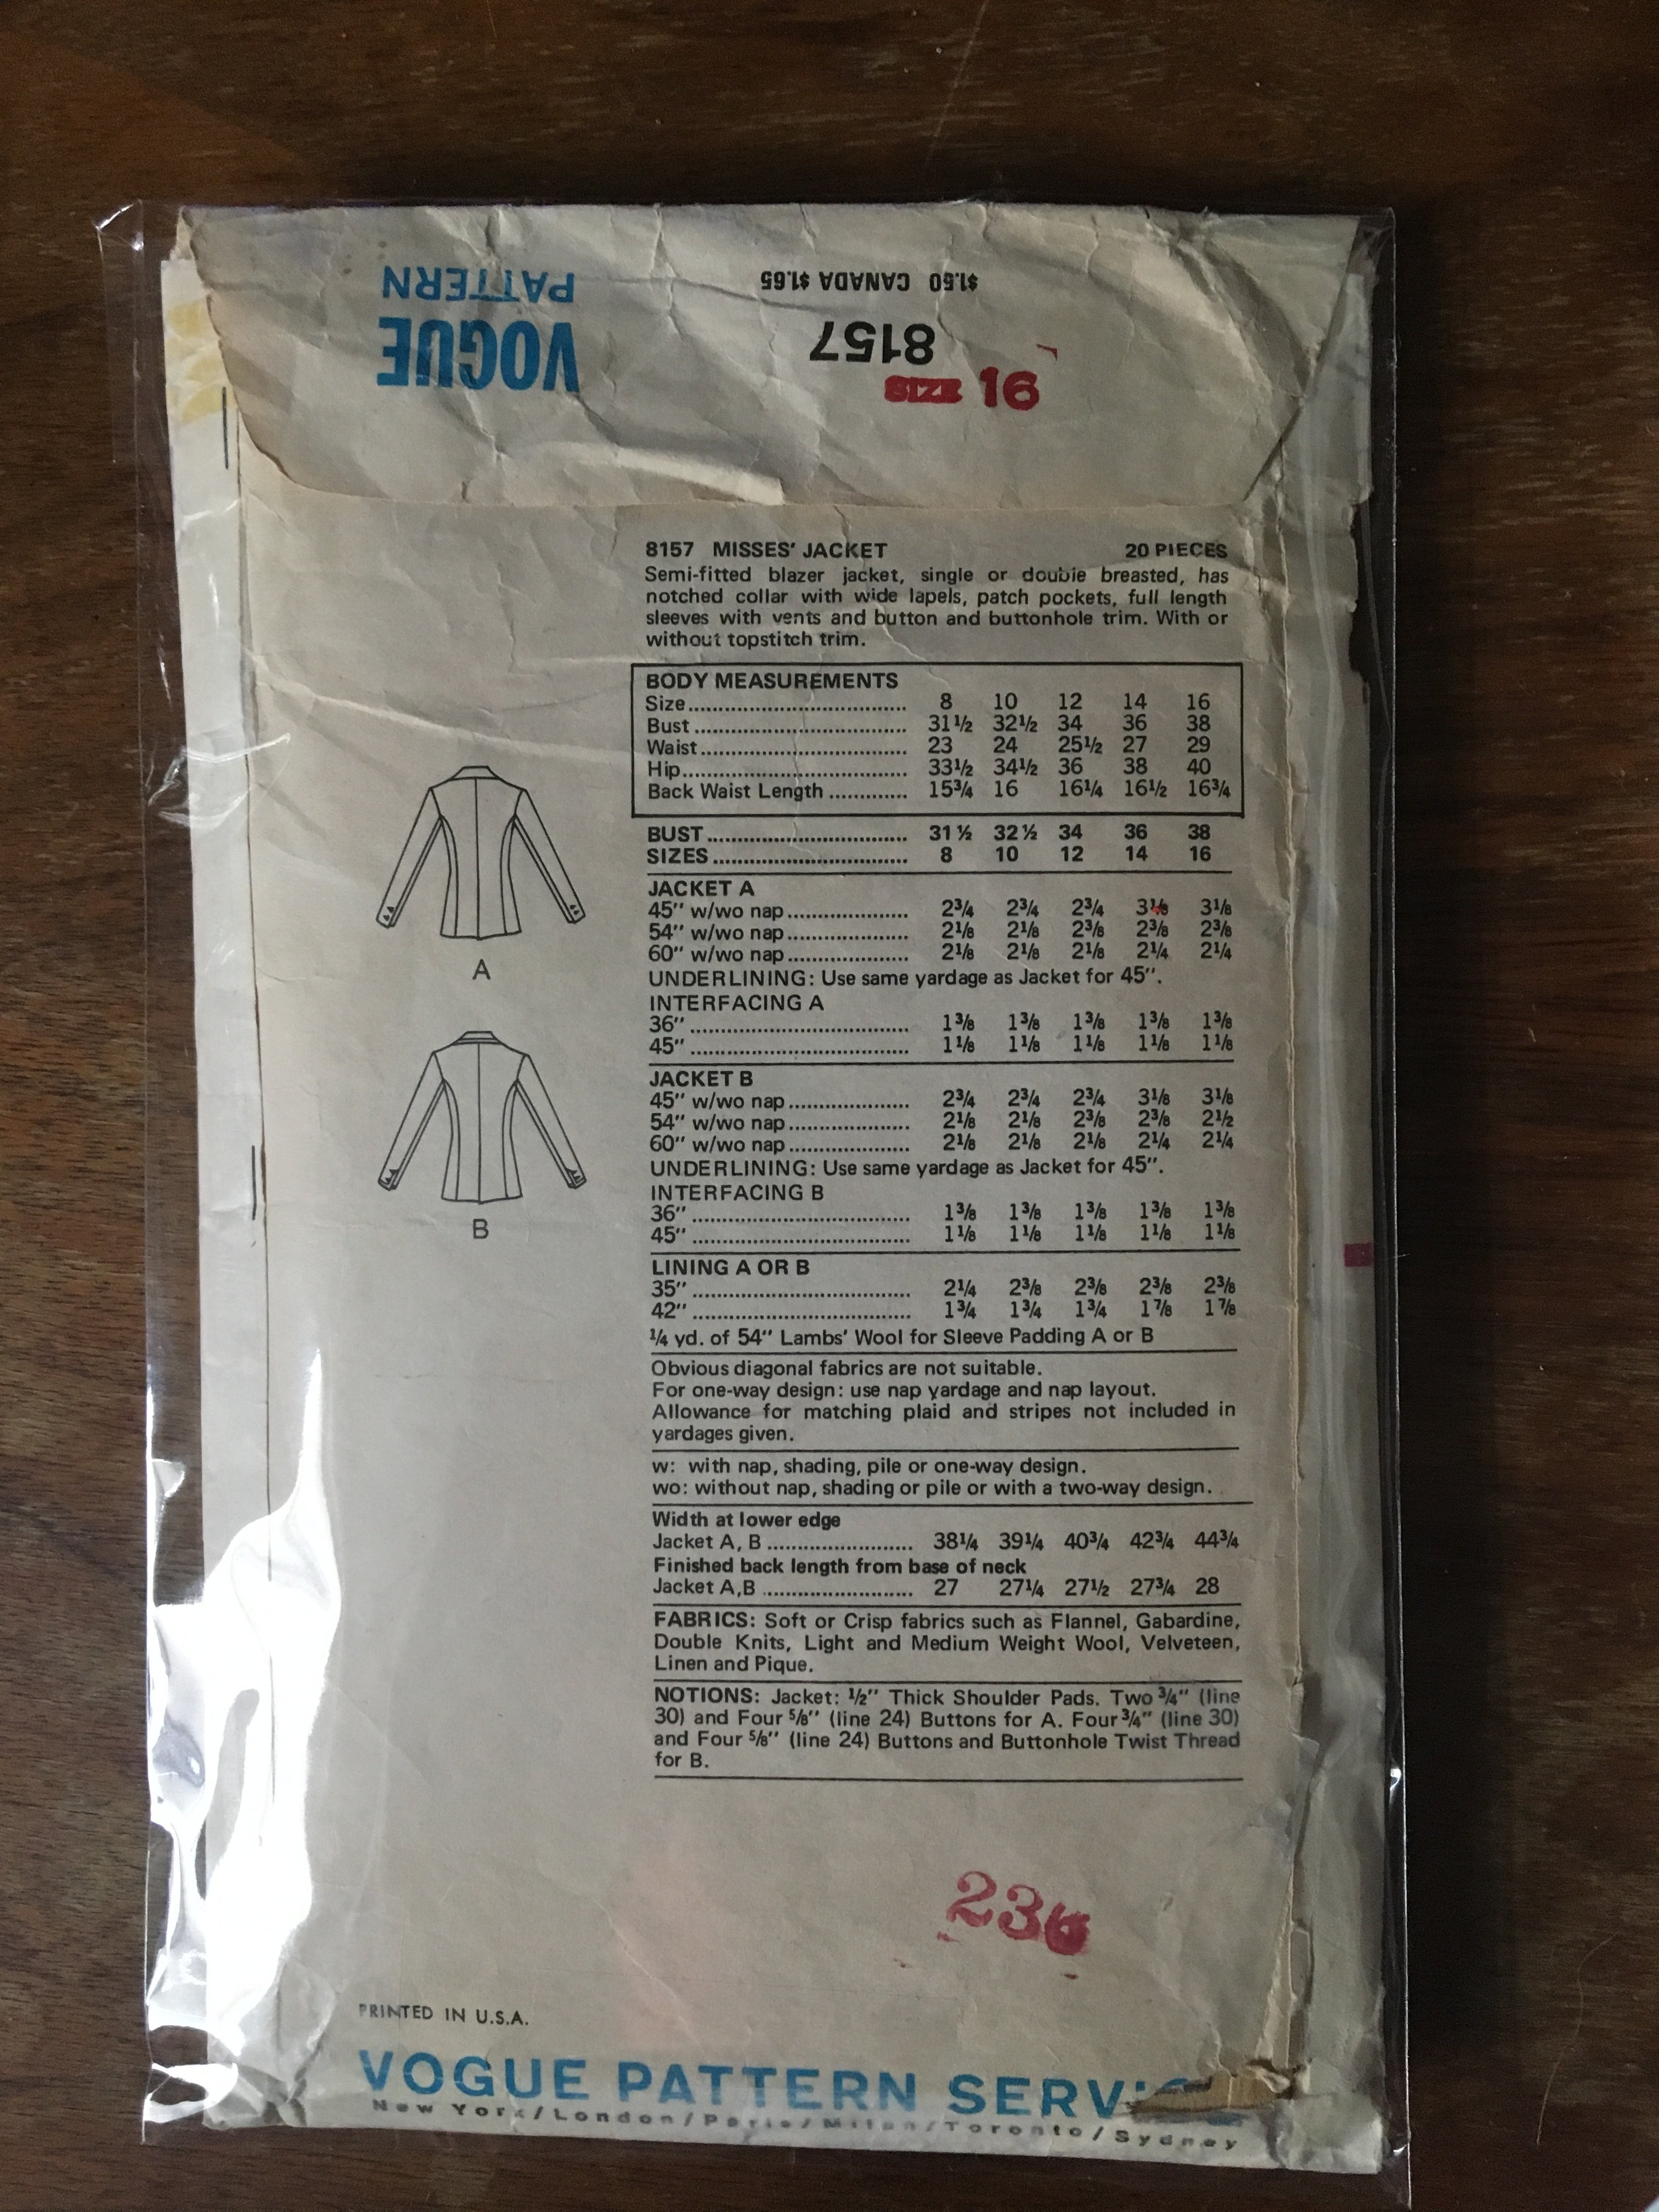 $1.50 CANADA $1.65
VOGUE
PATTERN
8157
SIZE 16
8157 MISSES' JACKET 20 PIECES
Semi-fitted blazer jacket, single or double breasted, has
notched collar with wide lapels, patch pockets, full length
sleeves with vents and button and buttonhole trim. With or
without topstitch trim.
BODY MEASUREMENTS
Size 8 10 12 14 16
Bust 31½ 32½ 34 36 38
Waist 23 24 25½ 27 29
Hip 33½ 34½ 36 38 40
Back Waist Length 15¾ 16 16¼ 16½ 16¾
BUST 31 ½ 32 ½ 34 36 38
SIZES 8 10 12 14 16
JACKET A
45" w/wo nap 2¾ 2¾ 2¾ 3⅛ 3⅛
54" w/wo nap 2⅛ 2⅛ 2⅜ 2⅜ 2⅜
60" w/wo nap 2⅛ 2⅛ 2⅛ 2¼ 2¼
UNDERLINING: Use same yardage as Jacket for 45".
INTERFACING A
36" 1⅜ 1⅜ 1⅜ 1⅜ 1⅜
45" 1⅛ 1⅛ 1⅛ 1⅛ 1⅛
JACKET B
45" w/wo nap 2¾ 2¾ 2¾ 3⅛ 3⅛
54" w/wo nap 2⅛ 2⅛ 2⅜ 2⅜ 2½
60" w/wo nap 2⅛ 2⅛ 2⅛ 2¼ 2¼
UNDERLINING: Use same yardage as Jacket for 45".
INTERFACING B
36" 1⅜ 1⅜ 1⅜ 1⅜ 1⅜
45" 1⅛ 1⅛ 1⅛ 1⅛ 1⅛
LINING A OR B
35" 2¼ 2⅜ 2⅜ 2⅜ 2⅜
42" 1¾ 1¾ 1¾ 1⅞ 1⅞
¼ yd. of 54" Lambs' Wool for Sleeve Padding A or B
Obvious diagonal fabrics are not suitable.
For one-way design: use nap yardage and nap layout.
Allowance for matching plaid and stripes not included in
yardages given.
w: with nap, shading, pile or one-way design.
wo: without nap, shading or pile or with a two-way design.
Width at lower edge
Jacket A, B 38¼ 39¼ 40¾ 42¾ 44¾
Finished back length from base of neck
Jacket A,B 27 27¼ 27½ 27¾ 28
FABRICS: Soft or Crisp fabrics such as Flannel, Gabardine,
Double Knits, Light and Medium Weight Wool, Velveteen,
Linen and Pique.
NOTIONS: Jacket: ½" Thick Shoulder Pads. Two ¾" (line
30) and Four ⅝" (line 24) Buttons for A. Four ¾" (line 30)
and Four ⅝" (line 24) Buttons and Buttonhole Twist Thread
for B.
A
B
236
PRINTED IN U.S.A.
VOGUE PATTERN
New York/London/Paris/Milan/Toronto/Sydney